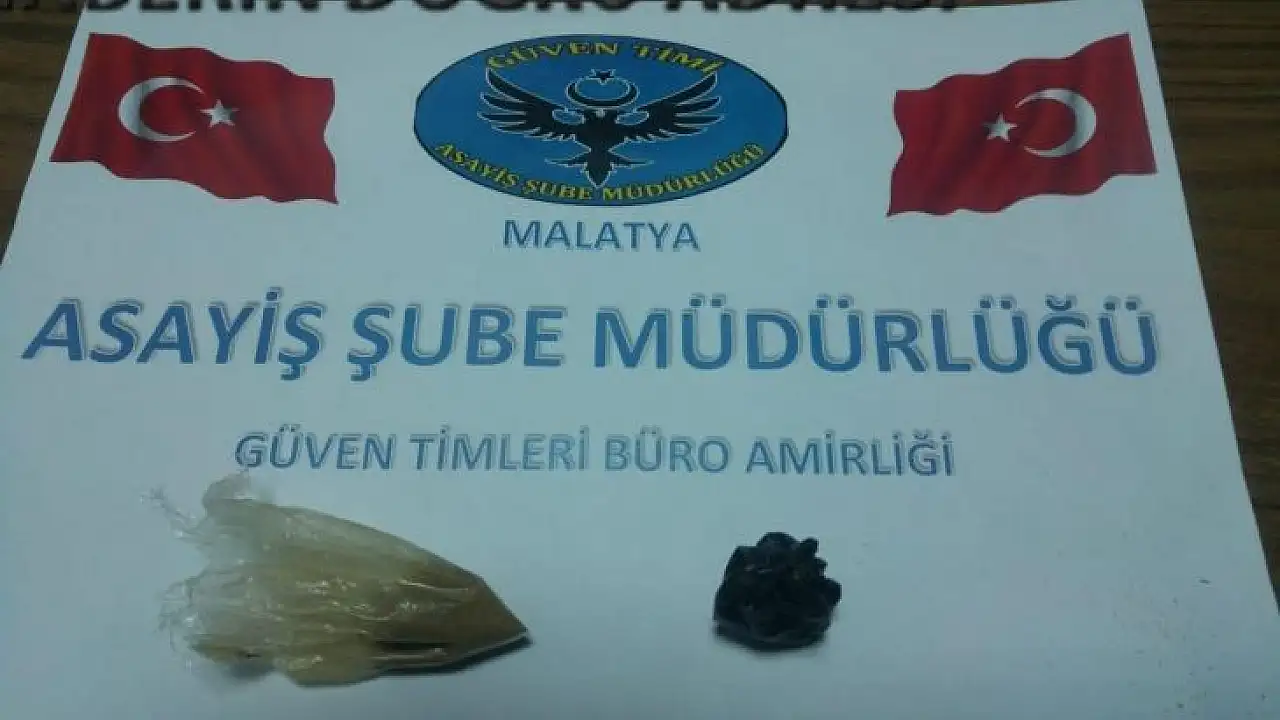 GÜVEN TİMİ
ASAYİŞ ŞUBE MÜDÜRLÜĞÜ
MALATYA
ASAYİŞ ŞUBE MÜDÜRLÜĞÜ
GÜVEN TİMLERİ BÜRO AMİRLİĞİ